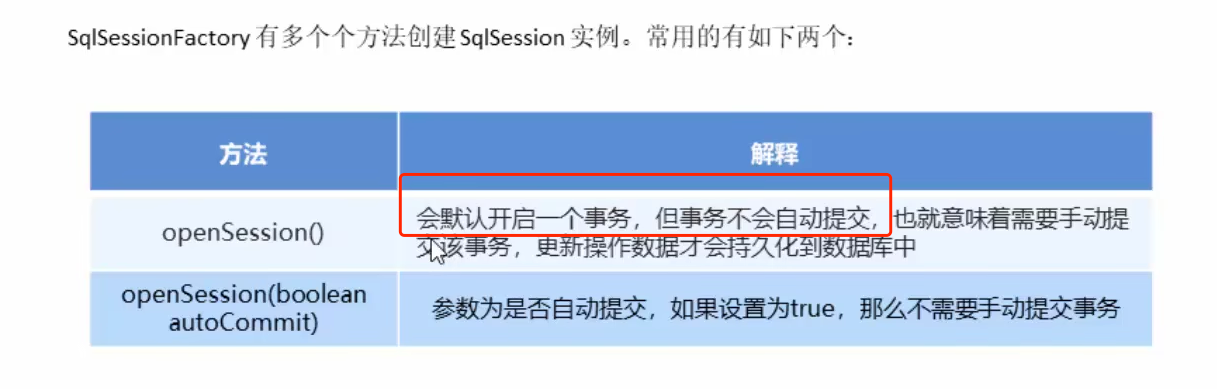 SqlSessionFactory 有多个个方法创建 SqlSession 实例。常用的有如下两个：
方法
解释
openSession()
会默认开启一个事务，但事务不会自动提交，也就意味着需要手动提
交该事务，更新操作数据才会持久化到数据库中
openSession(boolean
autoCommit)
参数为是否自动提交，如果设置为true，那么不需要手动提交事务